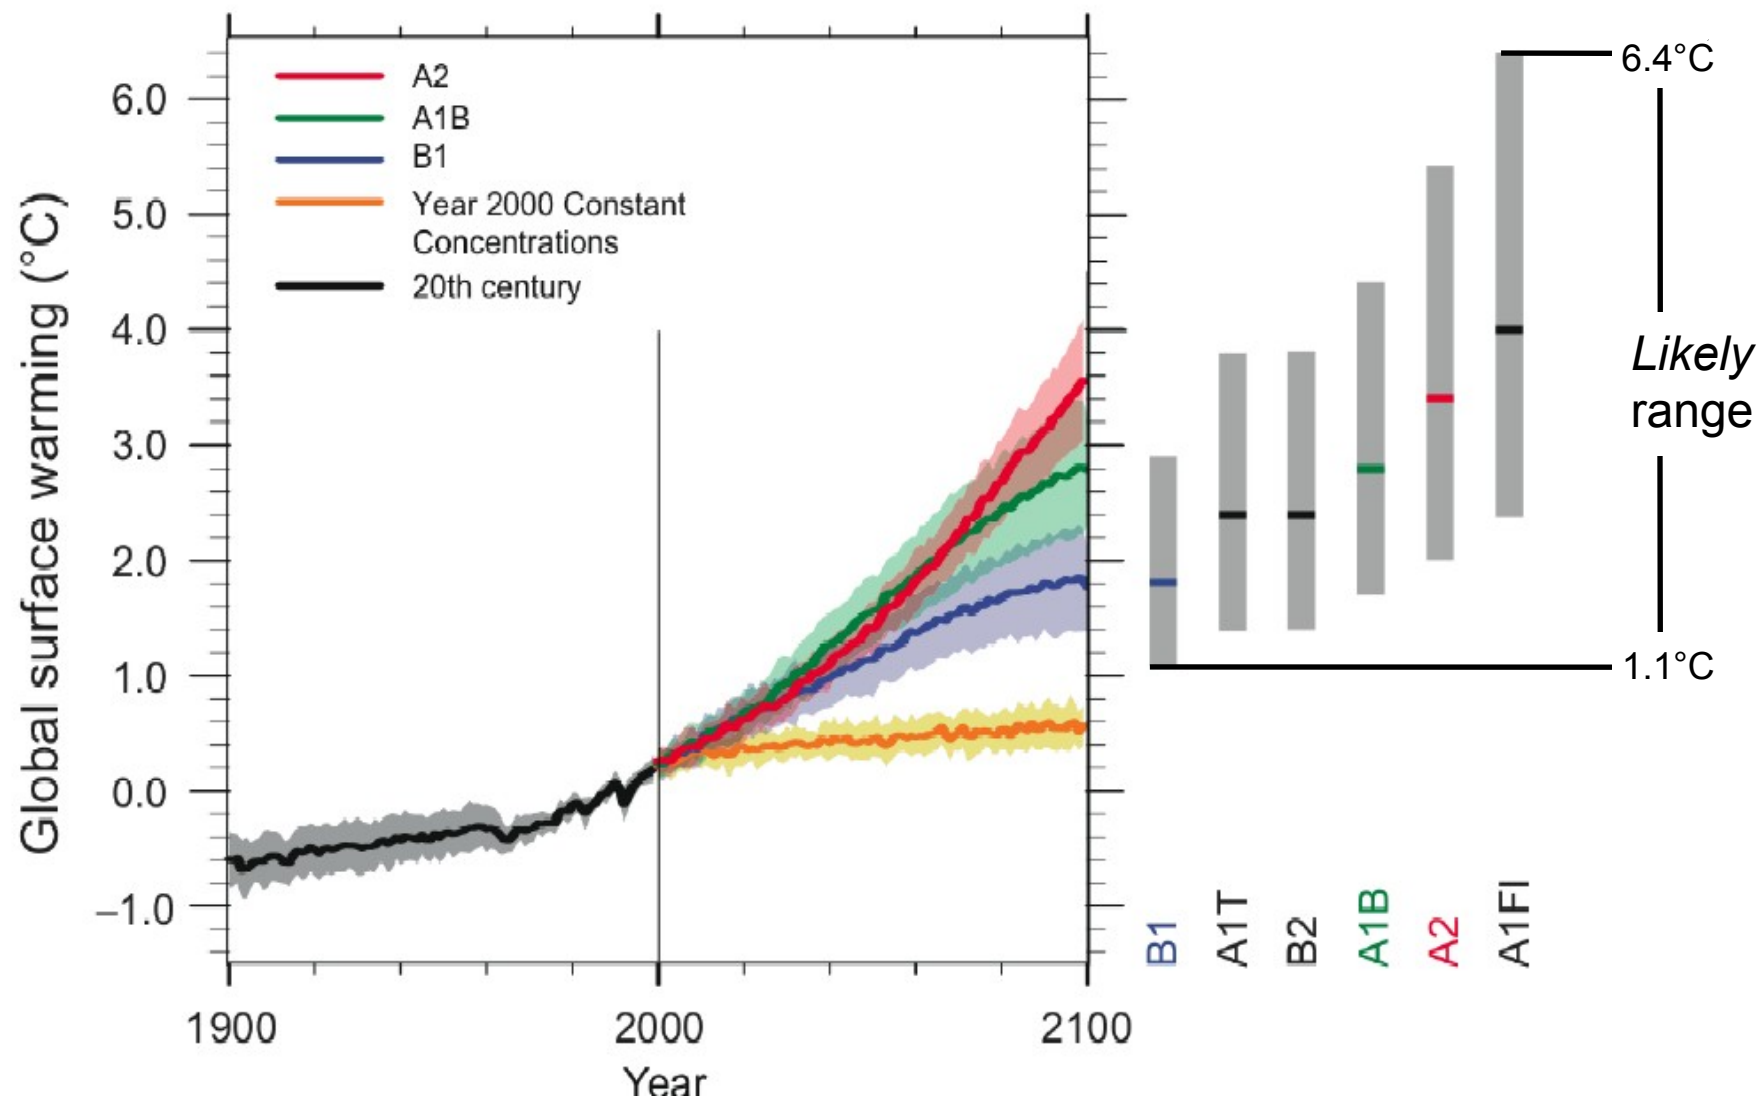 A2
A1B
B1
Year 2000 Constant
Concentrations
20th century
Global surface warming (°C)
6.0
5.0
4.0
3.0
2.0
1.0
0.0
–1.0
1900
2000
2100
Year
6.4°C
Likely
range
1.1°C
B1
A1T
B2
A1B
A2
A1FI